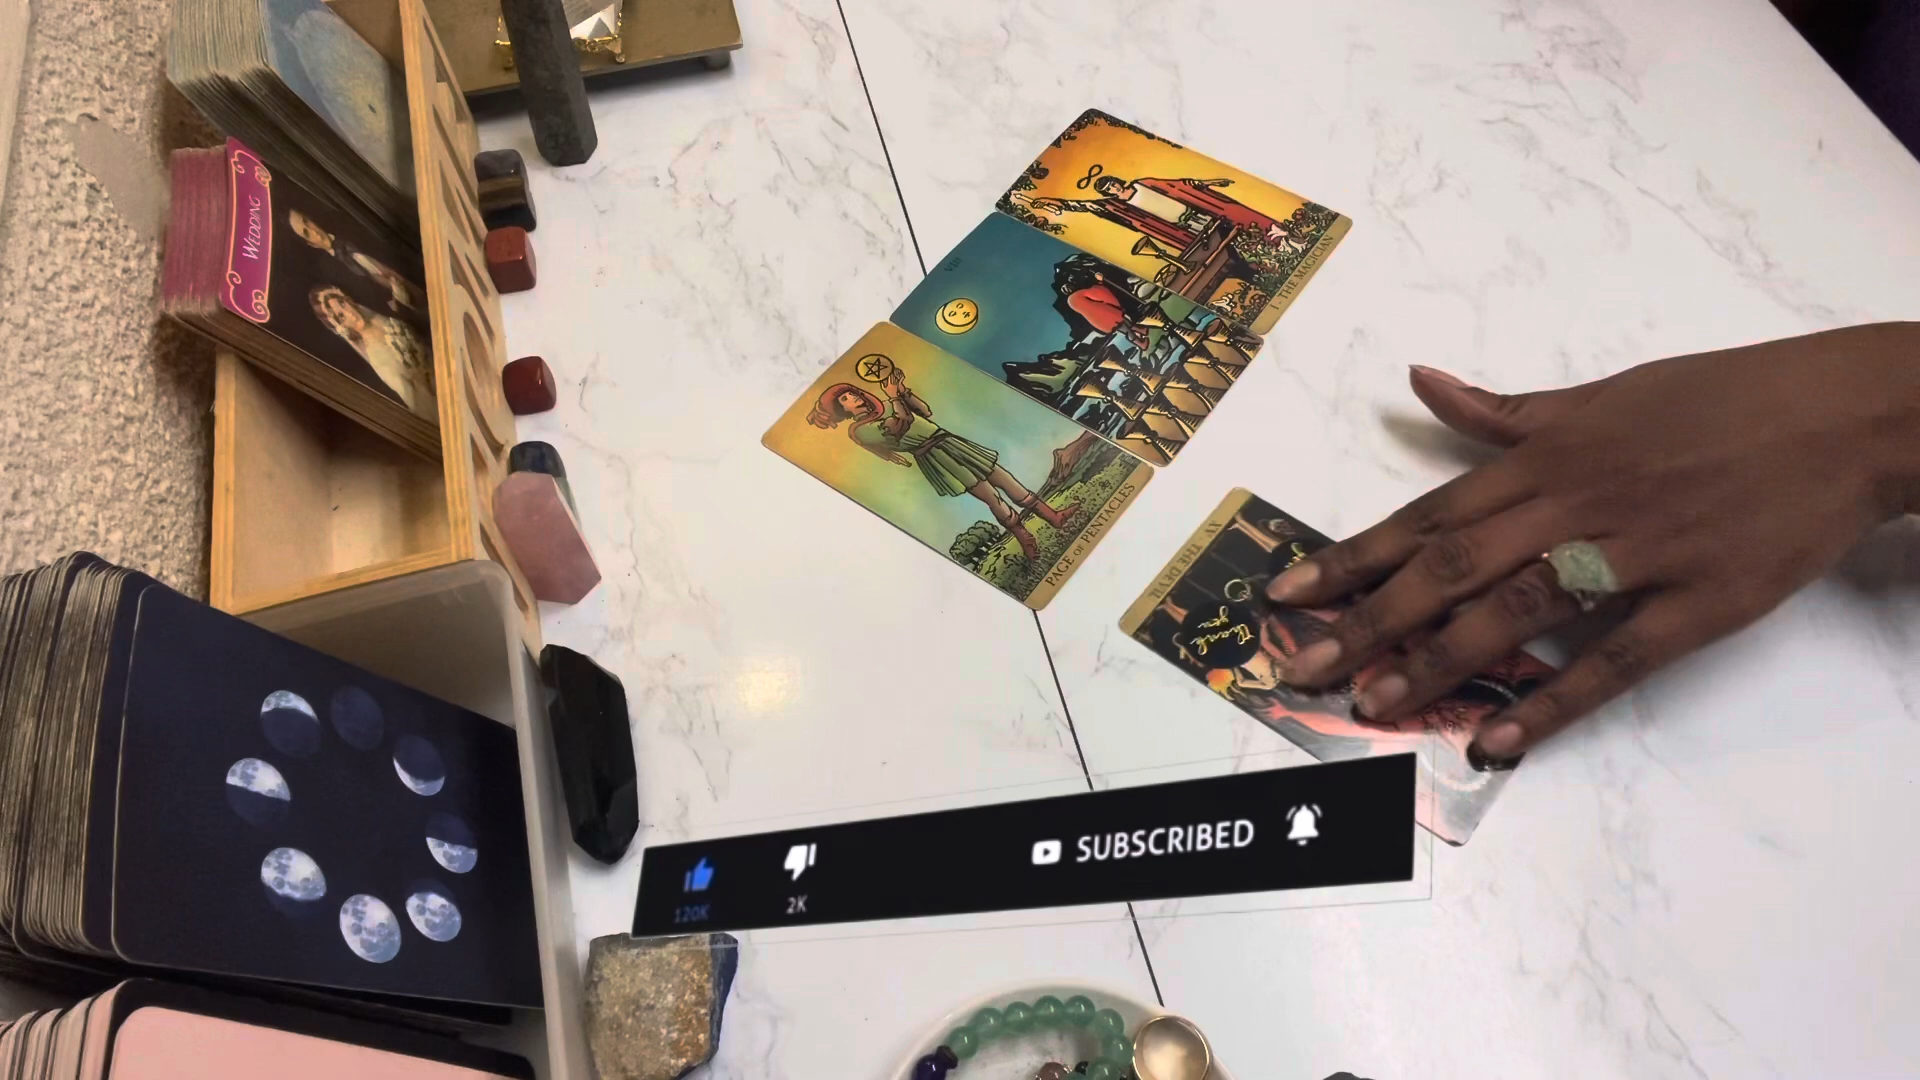 WEDDING
VIII
I - THE MAGICIAN
PAGE OF PENTACLES
XV THE DEVIL
Thank
you
120K
2K
SUBSCRIBED